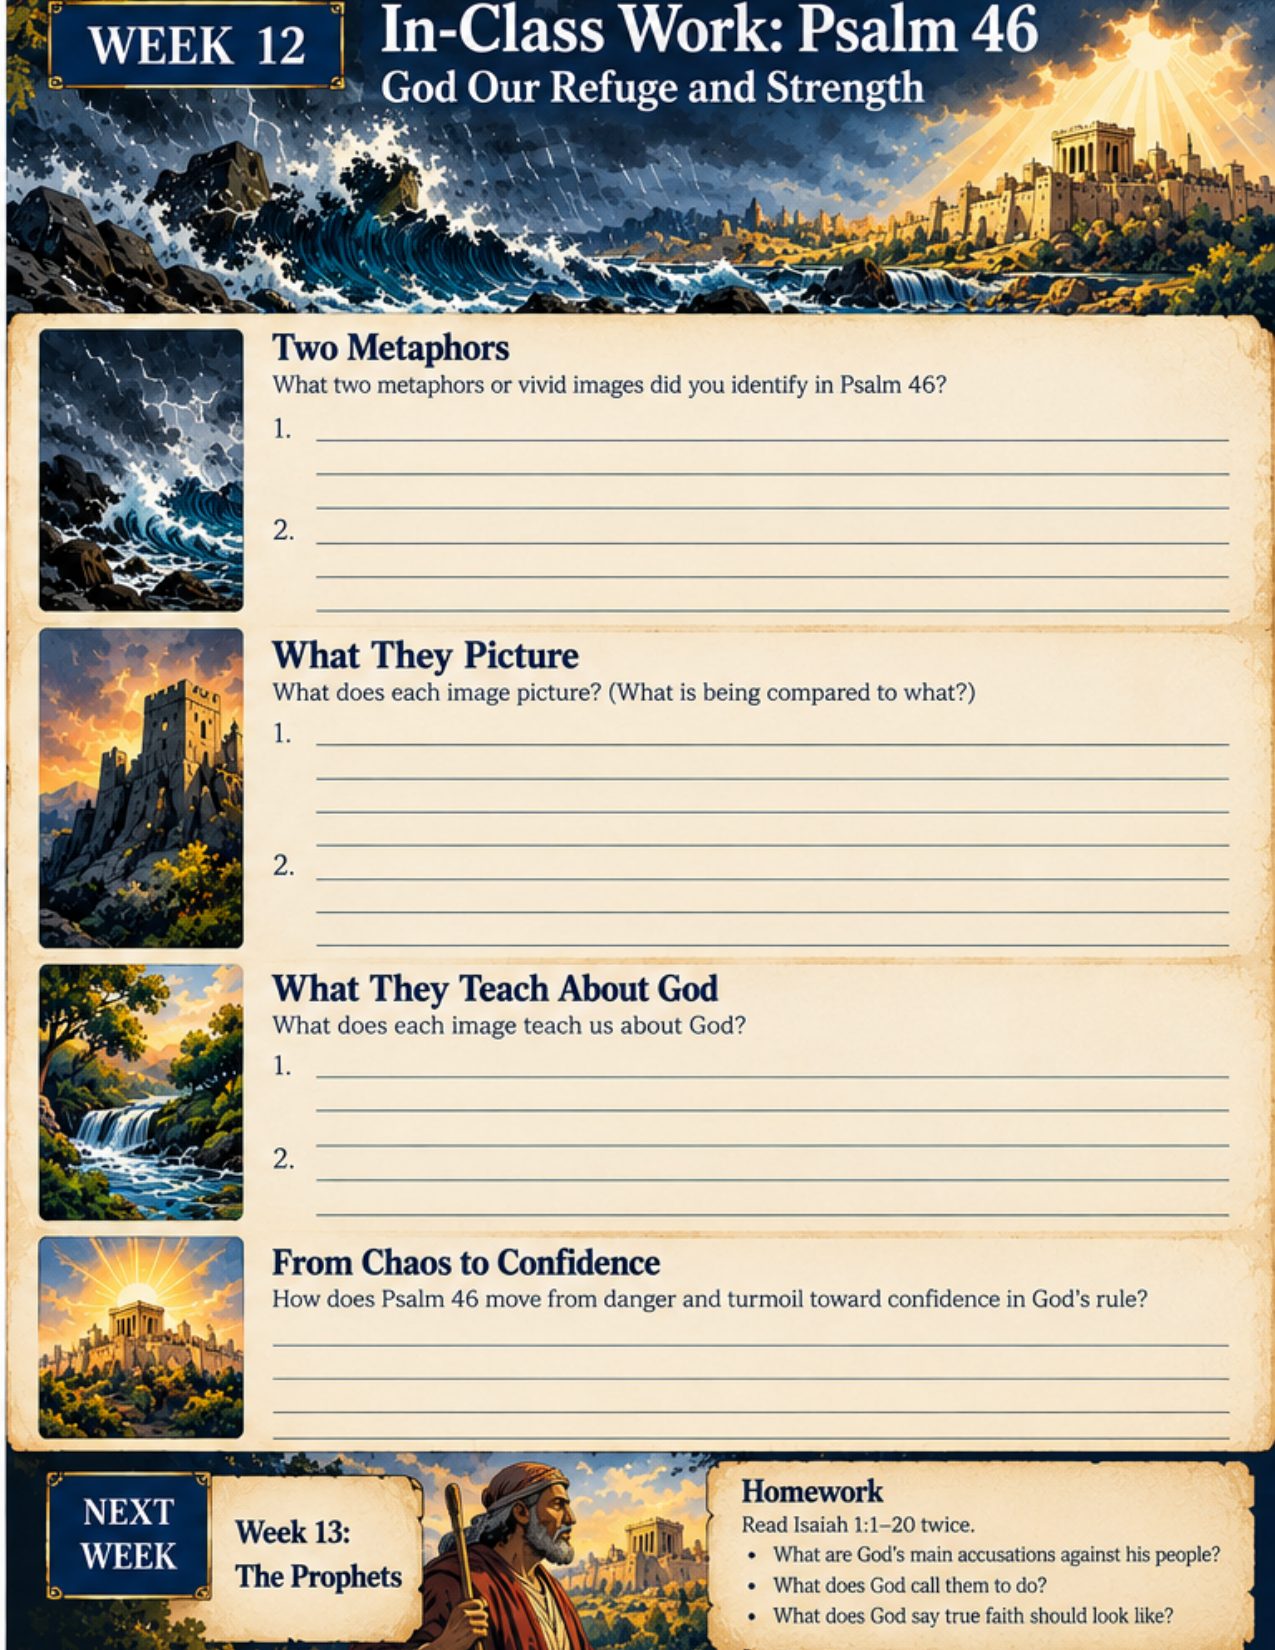 WEEK 12
In-Class Work: Psalm 46
God Our Refuge and Strength
Two Metaphors
What two metaphors or vivid images did you identify in Psalm 46?
1.
2.
What They Picture
What does each image picture? (What is being compared to what?)
1.
2.
What They Teach About God
What does each image teach us about God?
1.
2.
From Chaos to Confidence
How does Psalm 46 move from danger and turmoil toward confidence in God's rule?
NEXT
WEEK
Week 13:
The Prophets
Homework
Read Isaiah 1:1–20 twice.
• What are God's main accusations against his people?
• What does God call them to do?
• What does God say true faith should look like?